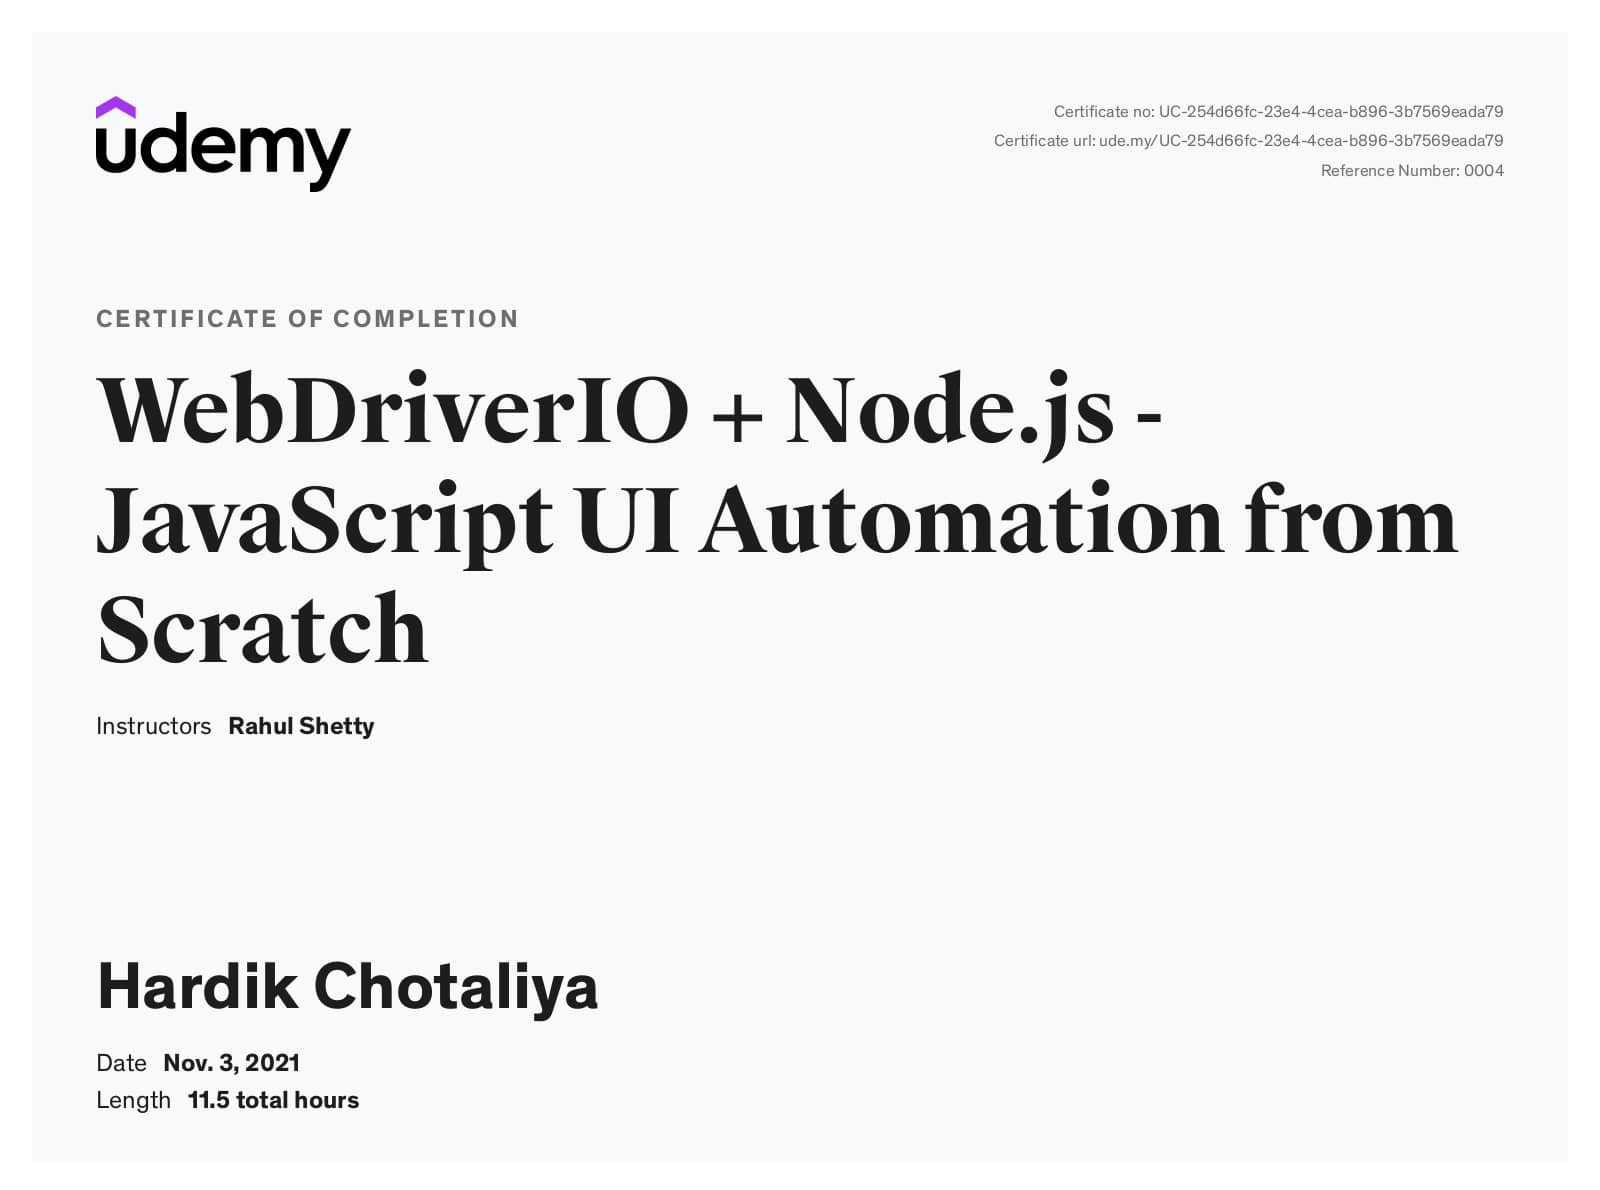 udemy
Certificate no: UC-254d66fc-23e4-4cea-b896-3b7569eada79
Certificate url: ude.my/UC-254d66fc-23e4-4cea-b896-3b7569eada79
Reference Number: 0004
CERTIFICATE OF COMPLETION
WebDriverIO + Node.js -
JavaScript UI Automation from
Scratch
Instructors Rahul Shetty
Hardik Chotaliya
Date Nov. 3, 2021
Length 11.5 total hours